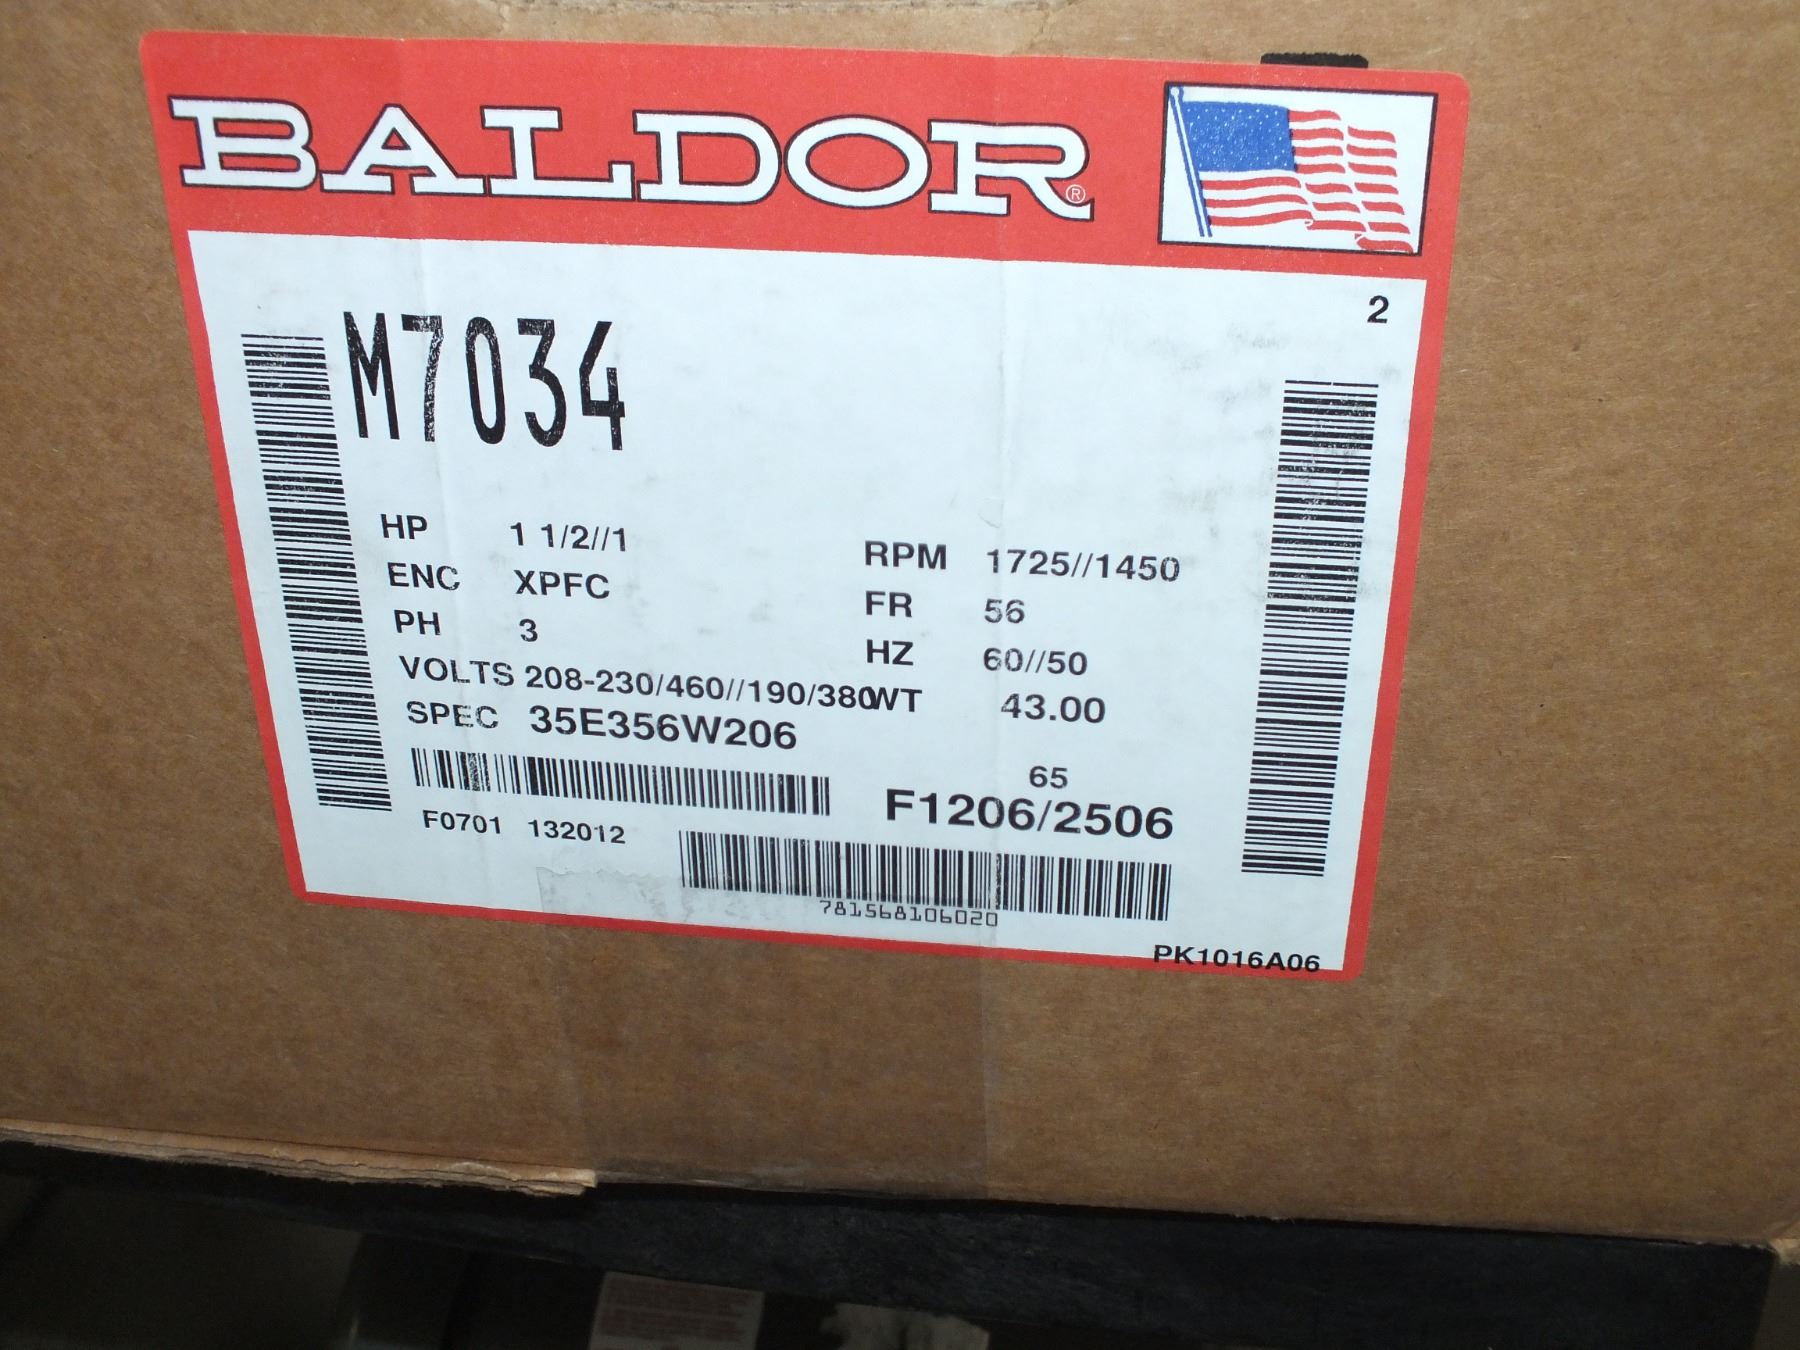 BALDOR®
2
M7034
HP 1 1/2//1 RPM 1725//1450
ENC XPFC FR 56
PH 3 HZ 60//50
VOLTS 208-230/460//190/380 WT 43.00
SPEC 35E356W206
65
F1206/2506
F0701 132012
781568106020
PK1016A06